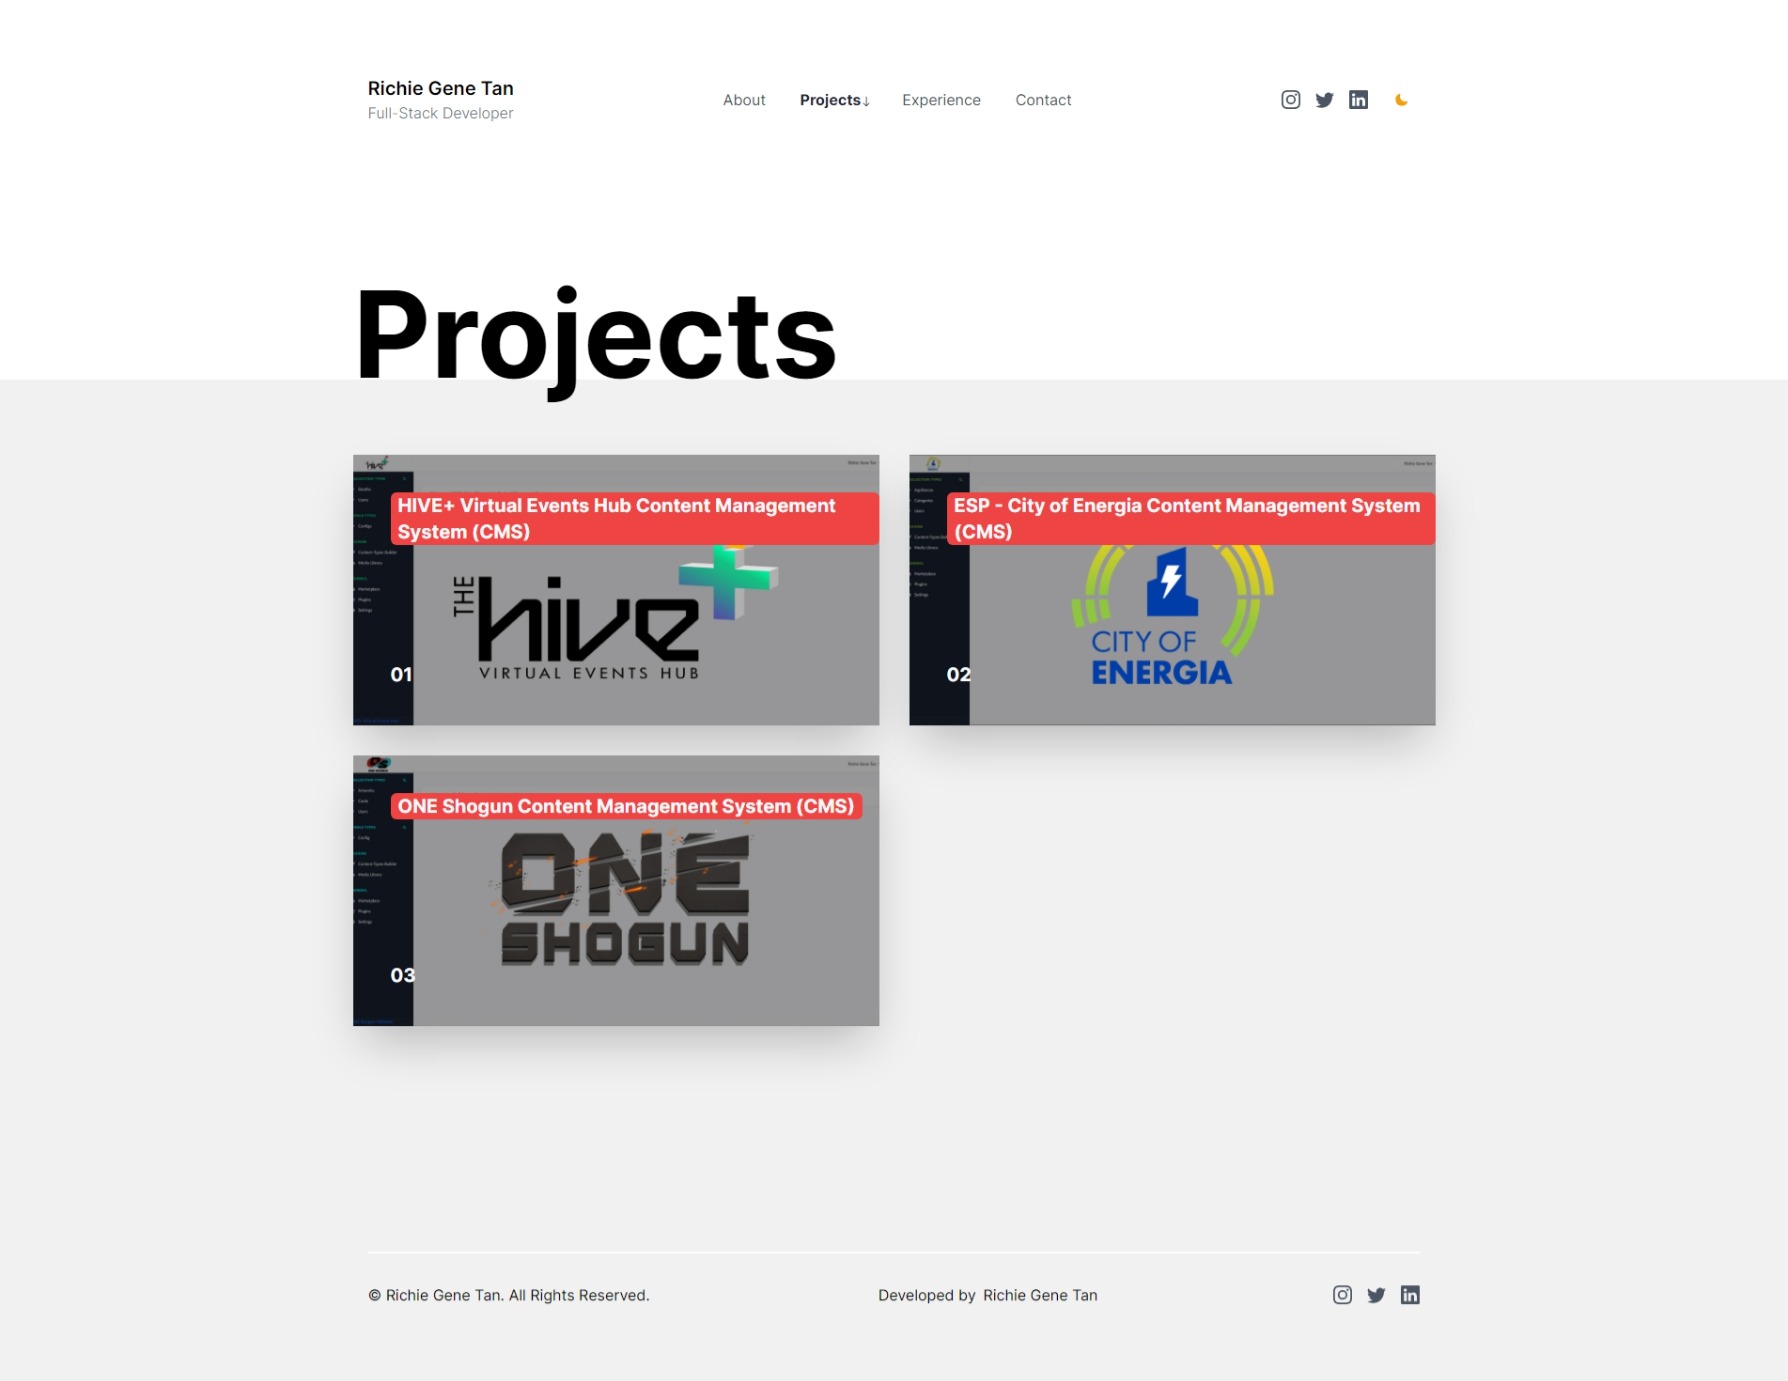 Richie Gene Tan
Full-Stack Developer
About Projects↓ Experience Contact
Projects
HIVE+ Virtual Events Hub Content Management
System (CMS)
THE hive
VIRTUAL EVENTS HUB
01
ESP - City of Energia Content Management System
(CMS)
CITY OF
ENERGIA
02
ONE Shogun Content Management System (CMS)
ONE
SHOGUN
03
© Richie Gene Tan. All Rights Reserved.
Developed by Richie Gene Tan